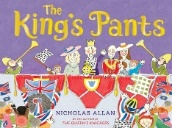 The
King's Pants
NICHOLAS ALLAN
THE QUEEN'S KNICKERS